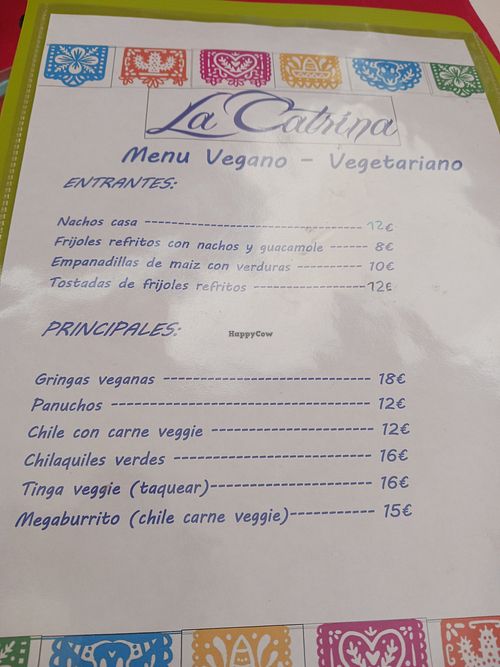 La Catrina
Menu Vegano - Vegetariano
ENTRANTES:
Nachos casa ---------------------------------- 12€
Frijoles refritos con nachos y guacamole ------ 8€
Empanadillas de maiz con verduras ---------- 10€
Tostadas de frijoles refritos -----------------12€
PRINCIPALES:
HappyCow
Gringas veganas ------------------------------ 18€
Panuchos ------------------------------------- 12€
Chile con carne veggie ----------------------- 12€
Chilaquiles verdes --------------------------- 16€
Tinga veggie (taquear)----------------------- 16€
Megaburrito (chile carne veggie)----------- 15€